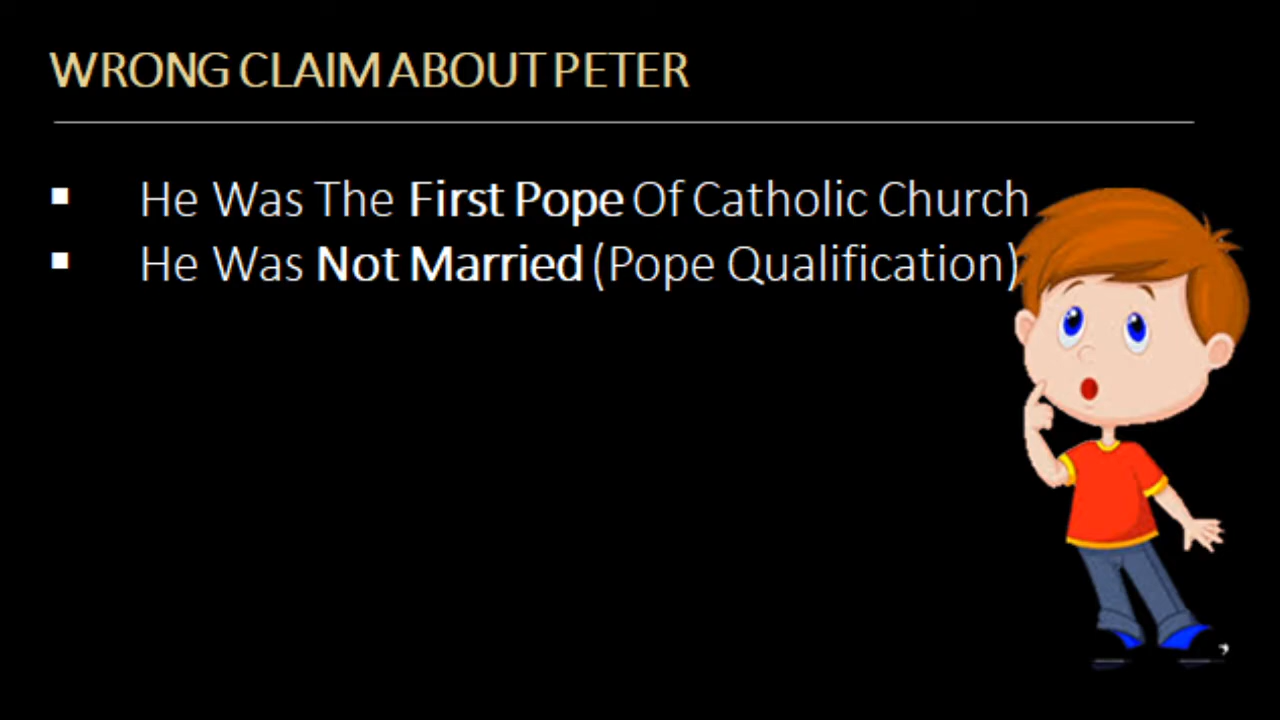 WRONG CLAIM ABOUT PETER
▪ He Was The First Pope Of Catholic Church
▪ He Was Not Married (Pope Qualification)